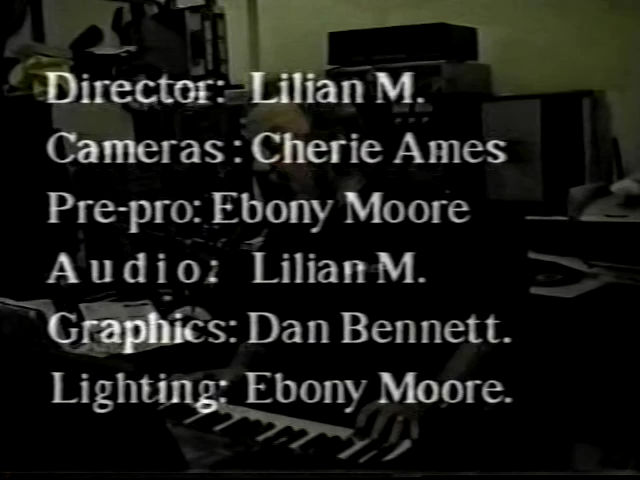 Director: Lilian M.
Cameras: Cherie Ames
Pre-pro: Ebony Moore
Audio: Lilian M.
Graphics: Dan Bennett.
Lighting: Ebony Moore.